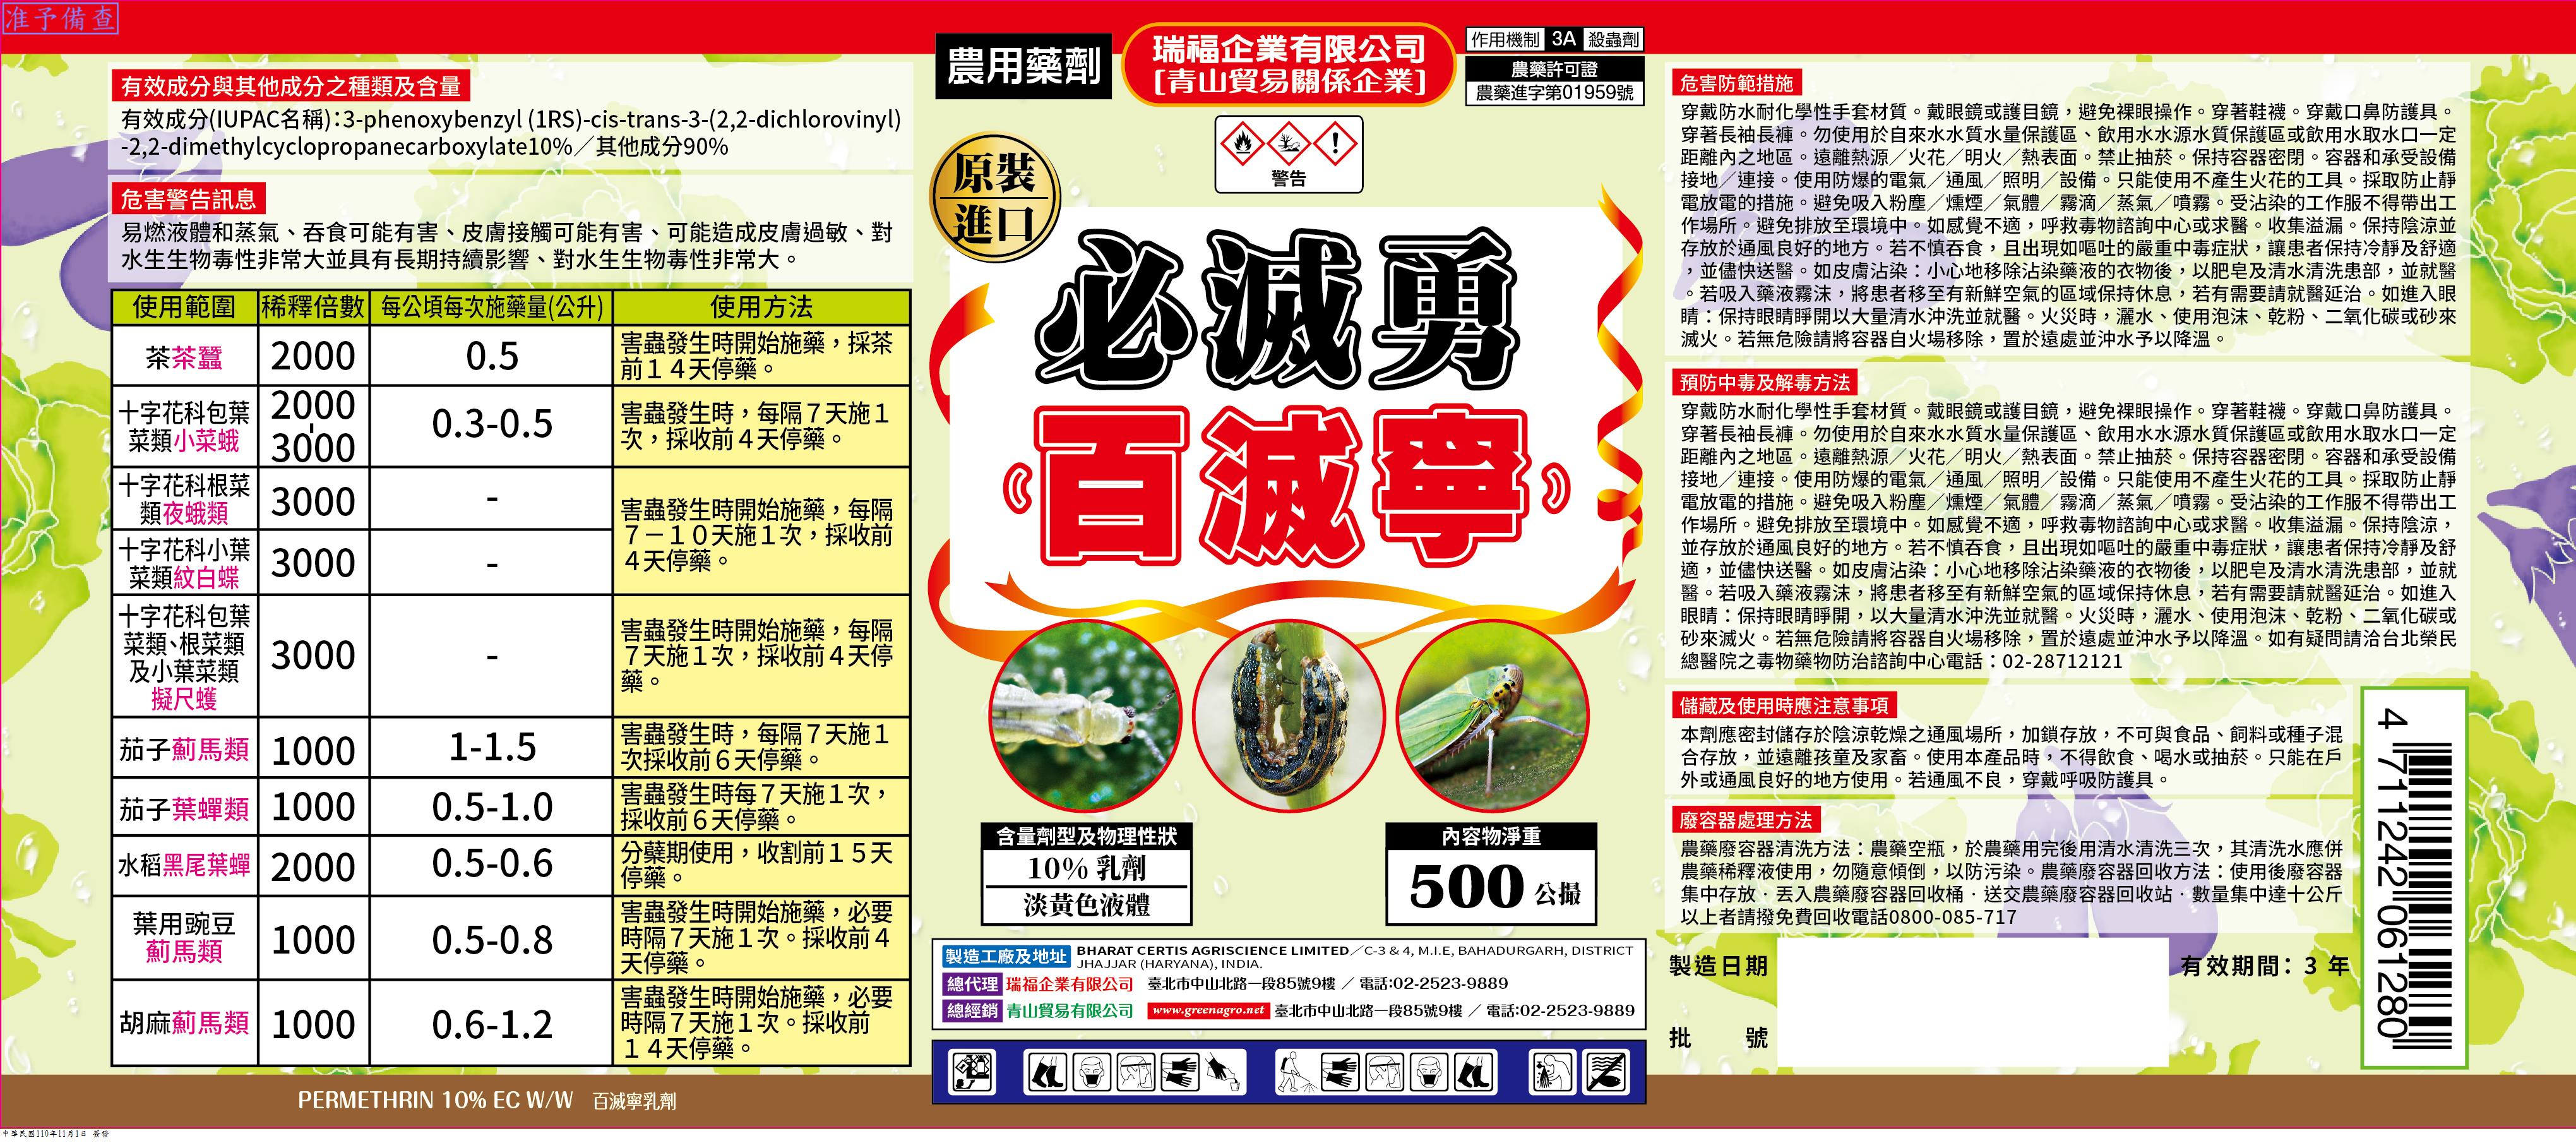 准予備查
有效成分與其他成分之種類及含量
有效成分(IUPAC名稱):3-phenoxybenzyl (1RS)-cis-trans-3-(2,2-dichlorovinyl)
-2,2-dimethylcyclopropanecarboxylate10%／其他成分90%
危害警告訊息
易燃液體和蒸氣、吞食可能有害、皮膚接觸可能有害、可能造成皮膚過敏、對
水生生物毒性非常大並具有長期持續影響、對水生生物毒性非常大。
使用範圍 稀釋倍數 每公頃每次施藥量(公升) 使用方法
茶茶蠶 2000 0.5 害蟲發生時開始施藥，採茶
前１４天停藥。
十字花科包葉
菜類小菜蛾 2000
-
3000 0.3-0.5 害蟲發生時，每隔７天施１
次，採收前４天停藥。
十字花科根菜
類夜蛾類 3000 -
害蟲發生時開始施藥，每隔
７－１０天施１次，採收前
４天停藥。
十字花科小葉
菜類紋白蝶 3000 -
十字花科包葉
菜類、根菜類
及小葉菜類
擬尺蠖 3000 -
害蟲發生時開始施藥，每隔
７天施１次，採收前４天停
藥。
茄子薊馬類 1000 1-1.5 害蟲發生時，每隔７天施１
次採收前６天停藥。
茄子葉蟬類 1000 0.5-1.0 害蟲發生時每７天施１次，
採收前６天停藥。
水稻黑尾葉蟬 2000 0.5-0.6 分蘗期使用，收割前１５天
停藥。
葉用豌豆
薊馬類 1000 0.5-0.8 害蟲發生時開始施藥，必要
時隔７天施１次。採收前４
天停藥。
胡麻薊馬類 1000 0.6-1.2 害蟲發生時開始施藥，必要
時隔７天施１次。採收前
１４天停藥。
PERMETHRIN 10% EC W/W 百滅寧乳劑
中華民國110年11月1日 簽發
農用藥劑
瑞福企業有限公司
[青山貿易關係企業]
作用機制 3A 殺蟲劑
農藥許可證
農藥進字第01959號
警告
原裝
進口
必滅勇
(百滅寧)
含量劑型及物理性狀
10% 乳劑
淡黃色液體
內容物淨重
500 公撮
製造工廠及地址 BHARAT CERTIS AGRISCIENCE LIMITED／C-3 & 4, M.I.E, BAHADURGARH, DISTRICT
JHAJJAR (HARYANA), INDIA.
總代理 瑞福企業有限公司 臺北市中山北路一段85號9樓 ／ 電話:02-2523-9889
總經銷 青山貿易有限公司 www.greenagro.net 臺北市中山北路一段85號9樓 ／ 電話:02-2523-9889
危害防範措施
穿戴防水耐化學性手套材質。戴眼鏡或護目鏡，避免裸眼操作。穿著鞋襪。穿戴口鼻防護具。
穿著長袖長褲。勿使用於自來水水質水量保護區、飲用水水源水質保護區或飲用水取水口一定
距離內之地區。遠離熱源／火花／明火／熱表面。禁止抽菸。保持容器密閉。容器和承受設備
接地／連接。使用防爆的電氣／通風／照明／設備。只能使用不產生火花的工具。採取防止靜
電放電的措施。避免吸入粉塵／燻煙／氣體／霧滴／蒸氣／噴霧。受沾染的工作服不得帶出工
作場所。避免排放至環境中。如感覺不適，呼救毒物諮詢中心或求醫。收集溢漏。保持陰涼並
存放於通風良好的地方。若不慎吞食，且出現如嘔吐的嚴重中毒症狀，讓患者保持冷靜及舒適
，並儘快送醫。如皮膚沾染：小心地移除沾染藥液的衣物後，以肥皂及清水清洗患部，並就醫
。若吸入藥液霧沫，將患者移至有新鮮空氣的區域保持休息，若有需要請就醫延治。如進入眼
睛：保持眼睛睜開以大量清水沖洗並就醫。火災時，灑水、使用泡沫、乾粉、二氧化碳或砂來
滅火。若無危險請將容器自火場移除，置於遠處並沖水予以降溫。
預防中毒及解毒方法
穿戴防水耐化學性手套材質。戴眼鏡或護目鏡，避免裸眼操作。穿著鞋襪。穿戴口鼻防護具。
穿著長袖長褲。勿使用於自來水水質水量保護區、飲用水水源水質保護區或飲用水取水口一定
距離內之地區。遠離熱源／火花／明火／熱表面。禁止抽菸。保持容器密閉。容器和承受設備
接地／連接。使用防爆的電氣／通風／照明／設備。只能使用不產生火花的工具。採取防止靜
電放電的措施。避免吸入粉塵／燻煙／氣體／霧滴／蒸氣／噴霧。受沾染的工作服不得帶出工
作場所。避免排放至環境中。如感覺不適，呼救毒物諮詢中心或求醫。收集溢漏。保持陰涼，
並存放於通風良好的地方。若不慎吞食，且出現如嘔吐的嚴重中毒症狀，讓患者保持冷靜及舒
適，並儘快送醫。如皮膚沾染：小心地移除沾染藥液的衣物後，以肥皂及清水清洗患部，並就
醫。若吸入藥液霧沫，將患者移至有新鮮空氣的區域保持休息，若有需要請就醫延治。如進入
眼睛：保持眼睛睜開，以大量清水沖洗並就醫。火災時，灑水、使用泡沫、乾粉、二氧化碳或
砂來滅火。若無危險請將容器自火場移除，置於遠處並沖水予以降溫。如有疑問請洽台北榮民
總醫院之毒物藥物防治諮詢中心電話：02-28712121
儲藏及使用時應注意事項
本劑應密封儲存於陰涼乾燥之通風場所，加鎖存放，不可與食品、飼料或種子混
合存放，並遠離孩童及家畜。使用本產品時，不得飲食、喝水或抽菸。只能在戶
外或通風良好的地方使用。若通風不良，穿戴呼吸防護具。
廢容器處理方法
農藥廢容器清洗方法：農藥空瓶，於農藥用完後用清水清洗三次，其清洗水應併
農藥稀釋液使用，勿隨意傾倒，以防污染。農藥廢容器回收方法：使用後廢容器
集中存放．丟入農藥廢容器回收桶．送交農藥廢容器回收站．數量集中達十公斤
以上者請撥免費回收電話0800-085-717
製造日期
有效期間: 3 年
批 號
4 711242 061280